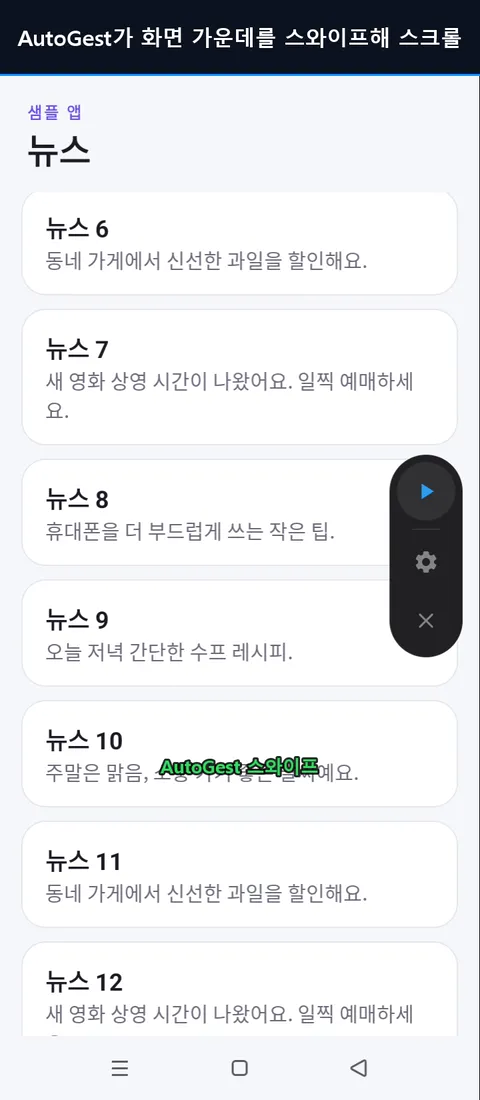 AutoGest가 화면 가운데를 스와이프해 스크롤
샘플 앱
뉴스
뉴스 6
동네 가게에서 신선한 과일을 할인해요.
뉴스 7
새 영화 상영 시간이 나왔어요. 일찍 예매하세
요.
뉴스 8
휴대폰을 더 부드럽게 쓰는 작은 팁.
뉴스 9
오늘 저녁 간단한 수프 레시피.
뉴스 10
주말은 맑음,
AutoGest 스와이프
뉴스 11
동네 가게에서 신선한 과일을 할인해요.
뉴스 12
새 영화 상영 시간이 나왔어요. 일찍 예매하세